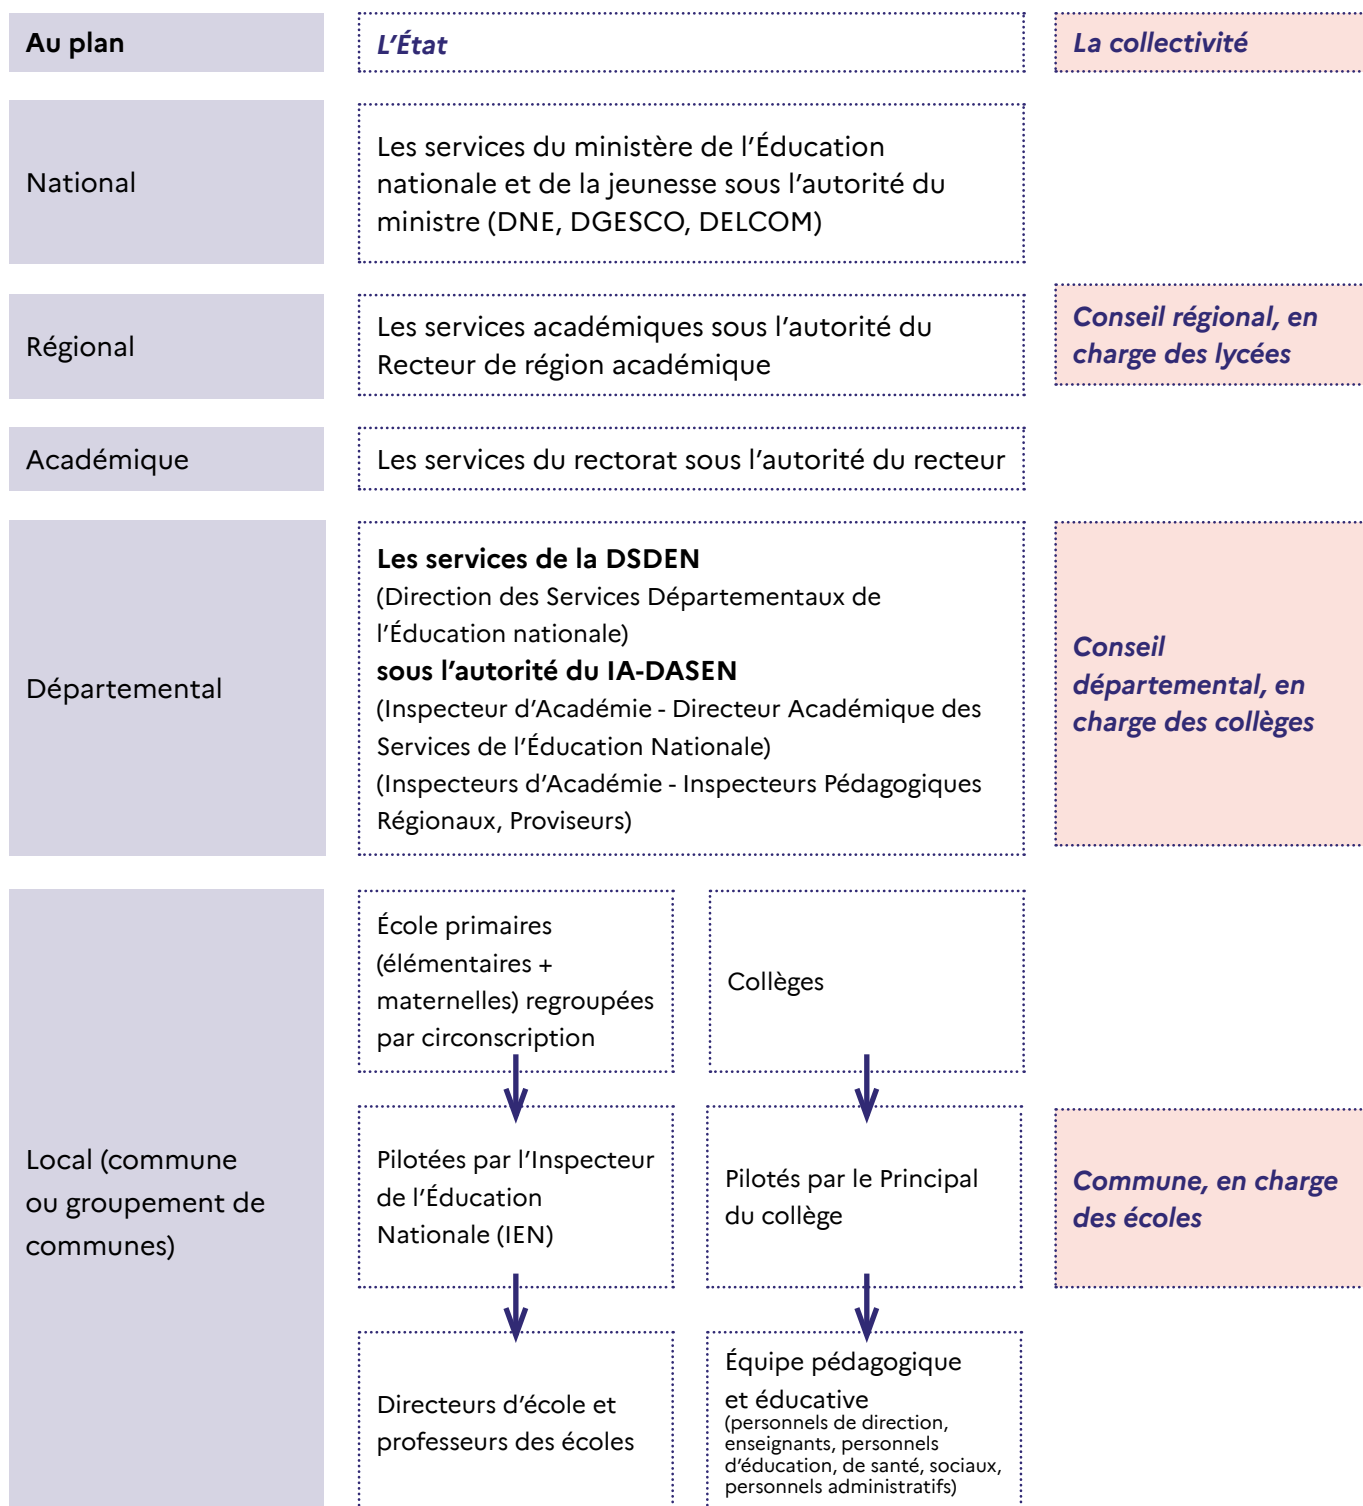 Au plan
L'État
La collectivité
National
Les services du ministère de l'Éducation
nationale et de la jeunesse sous l'autorité du
ministre (DNE, DGESCO, DELCOM)
Régional
Les services académiques sous l'autorité du
Recteur de région académique
Conseil régional, en
charge des lycées
Académique
Les services du rectorat sous l'autorité du recteur
Départemental
Les services de la DSDEN
(Direction des Services Départementaux de
l'Éducation nationale)
sous l'autorité du IA-DASEN
(Inspecteur d'Académie - Directeur Académique des
Services de l'Éducation Nationale)
(Inspecteurs d'Académie - Inspecteurs Pédagogiques
Régionaux, Proviseurs)
Conseil
départemental, en
charge des collèges
Local (commune
ou groupement de
communes)
École primaires
(élémentaires +
maternelles) regroupées
par circonscription
Collèges
Pilotées par l'Inspecteur
de l'Éducation
Nationale (IEN)
Pilotés par le Principal
du collège
Commune, en charge
des écoles
Directeurs d'école et
professeurs des écoles
Équipe pédagogique
et éducative
(personnels de direction,
enseignants, personnels
d'éducation, de santé, sociaux,
personnels administratifs)